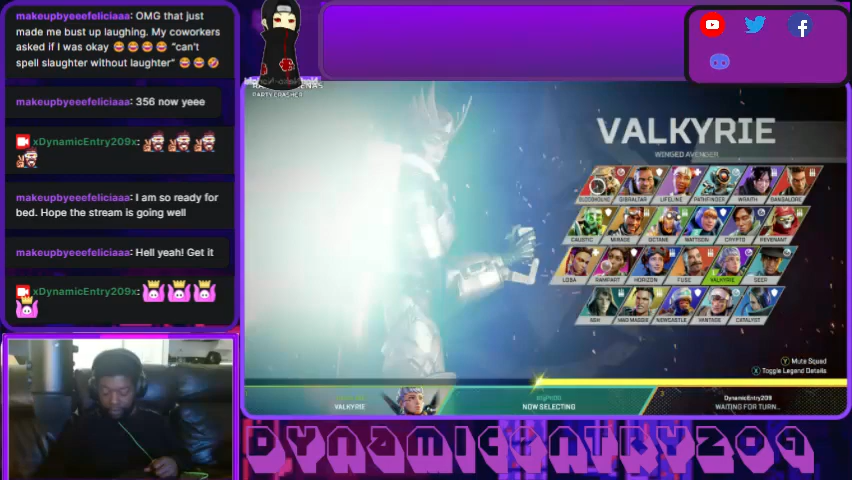 makeupbyeeefeliciaaa: OMG that just
made me bust up laughing. My coworkers
asked if I was okay "can't
spell slaughter without laughter"
makeupbyeeefeliciaaa: 356 now yeee
xDynamicEntry209x:
makeupbyeeefeliciaaa: I am so ready for
bed. Hope the stream is going well
makeupbyeeefeliciaaa: Hell yeah! Get it
xDynamicEntry209x:
PARTY CRASHER
VALKYRIE
WINGED AVENGER
BLOODHOUND GIBRALTAR LIFELINE PATHFINDER WRAITH BANGALORE
CAUSTIC MIRAGE OCTANE WATTSON CRYPTO REVENANT
LOBA RAMPART HORIZON FUSE VALKYRIE SEER
ASH MAD MAGGIE NEWCASTLE VANTAGE CATALYST
Y Mute Squad
X Toggle Legend Details
VALKYRIE
NOW SELECTING
3
DynamicEntry209
WAITING FOR TURN...
DYNAMICENTRY209